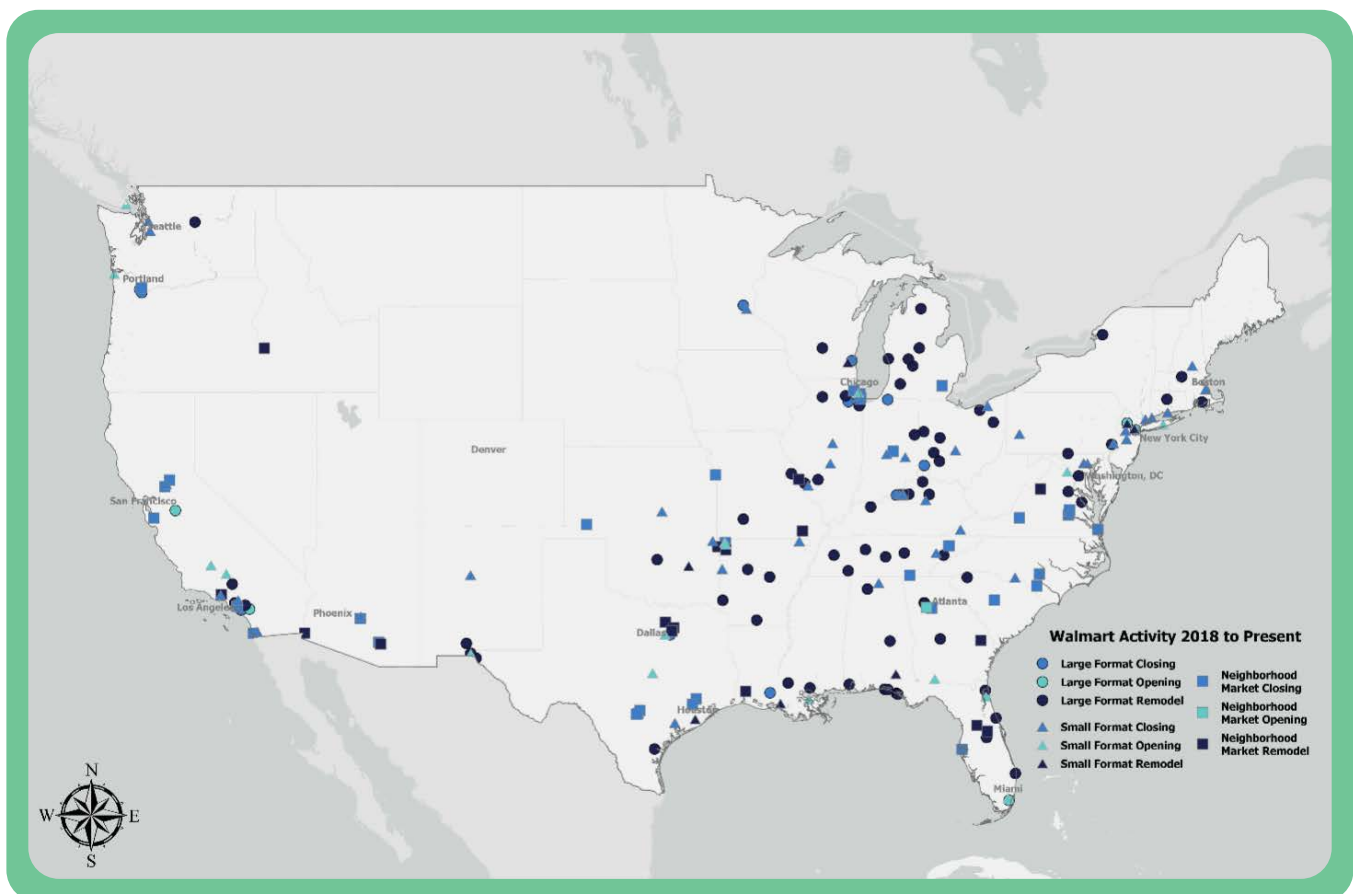 Seattle
Portland
Chicago
Boston
New York City
Denver
Washington, DC
San Francisco
Los Angeles
Phoenix
Atlanta
Dallas
Houston
Miami
Walmart Activity 2018 to Present
Large Format Closing
Large Format Opening
Large Format Remodel
Small Format Closing
Small Format Opening
Small Format Remodel
Neighborhood
Market Closing
Neighborhood
Market Opening
Neighborhood
Market Remodel
N
W
E
S